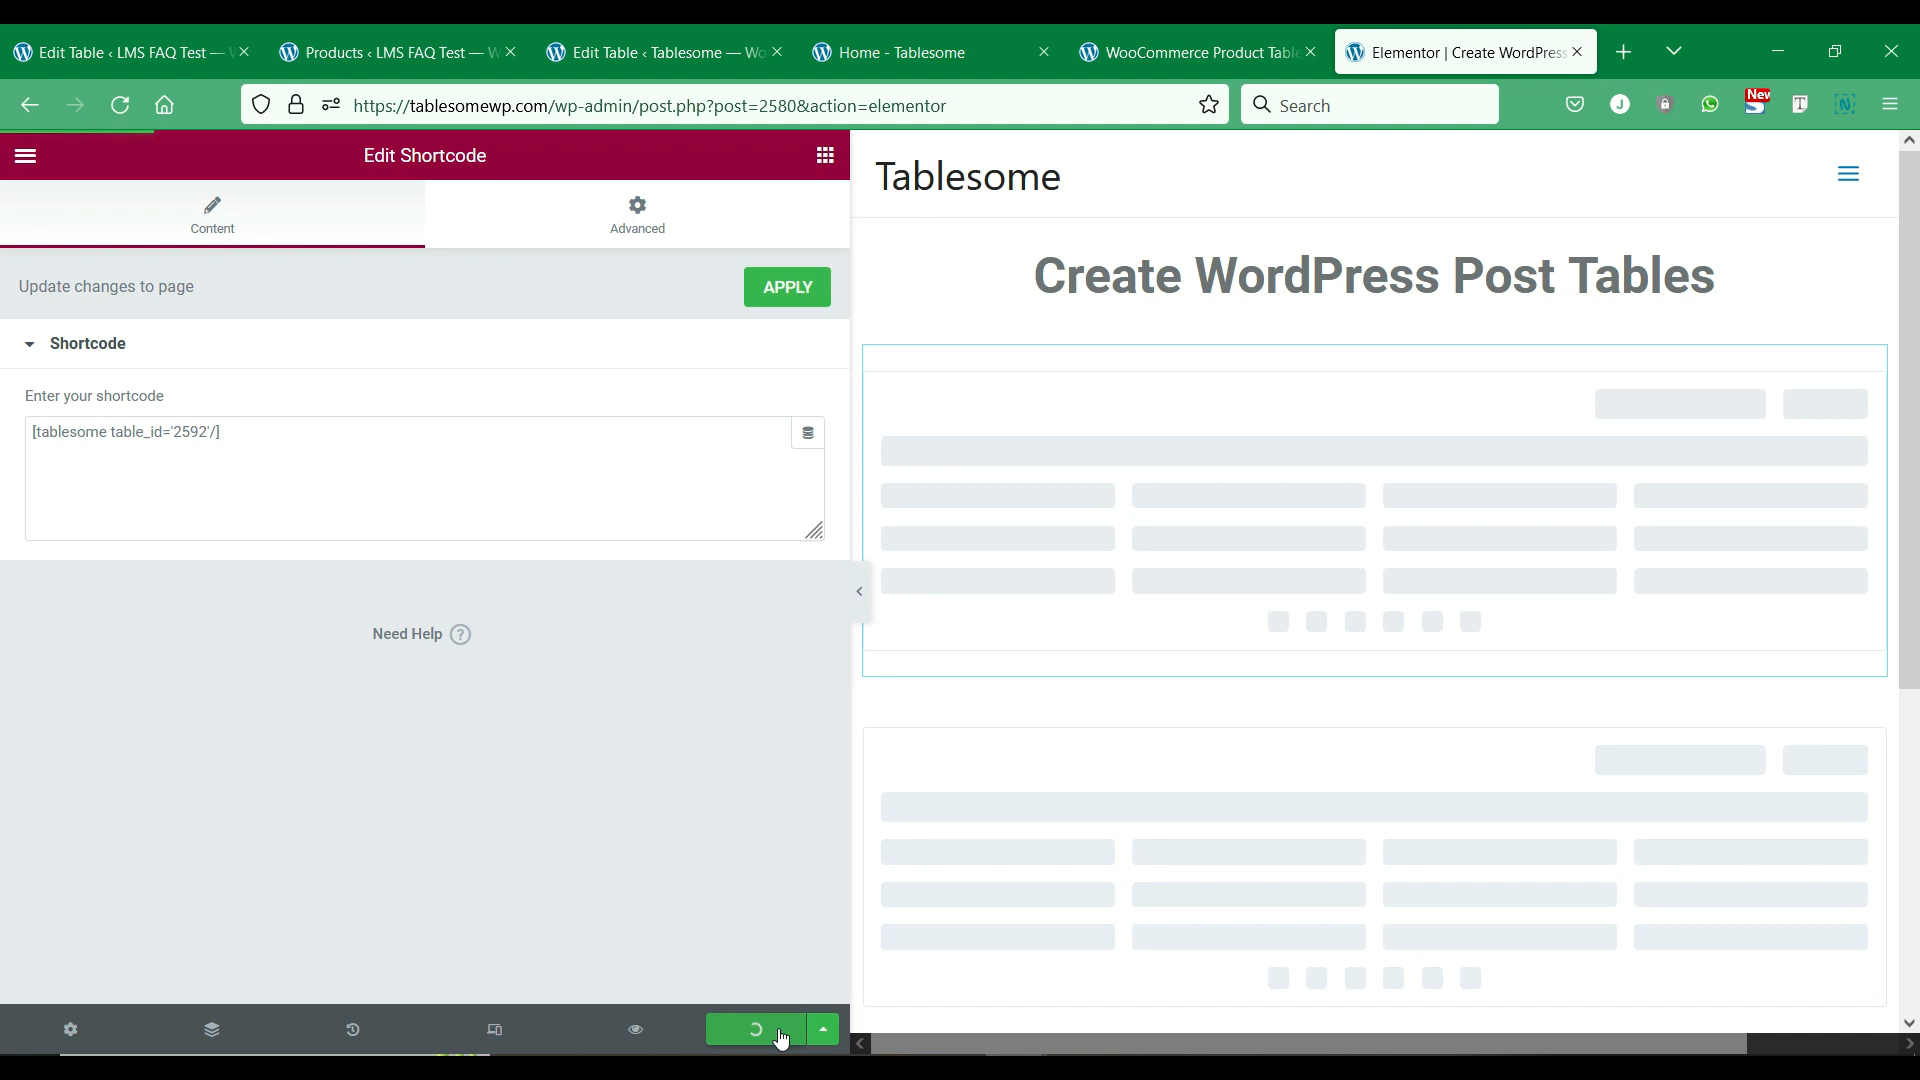 Edit Table ‹ LMS FAQ Test —
Products ‹ LMS FAQ Test — W
Edit Table ‹ Tablesome — Wo
Home - Tablesome
WooCommerce Product Table
Elementor | Create WordPress
https://tablesomewp.com/wp-admin/post.php?post=2580&action=elementor
Search
J
New
S
T
Edit Shortcode
Content
Advanced
Update changes to page
APPLY
Shortcode
Enter your shortcode
[tablesome table_id='2592'/]
Need Help ?
Tablesome
Create WordPress Post Tables